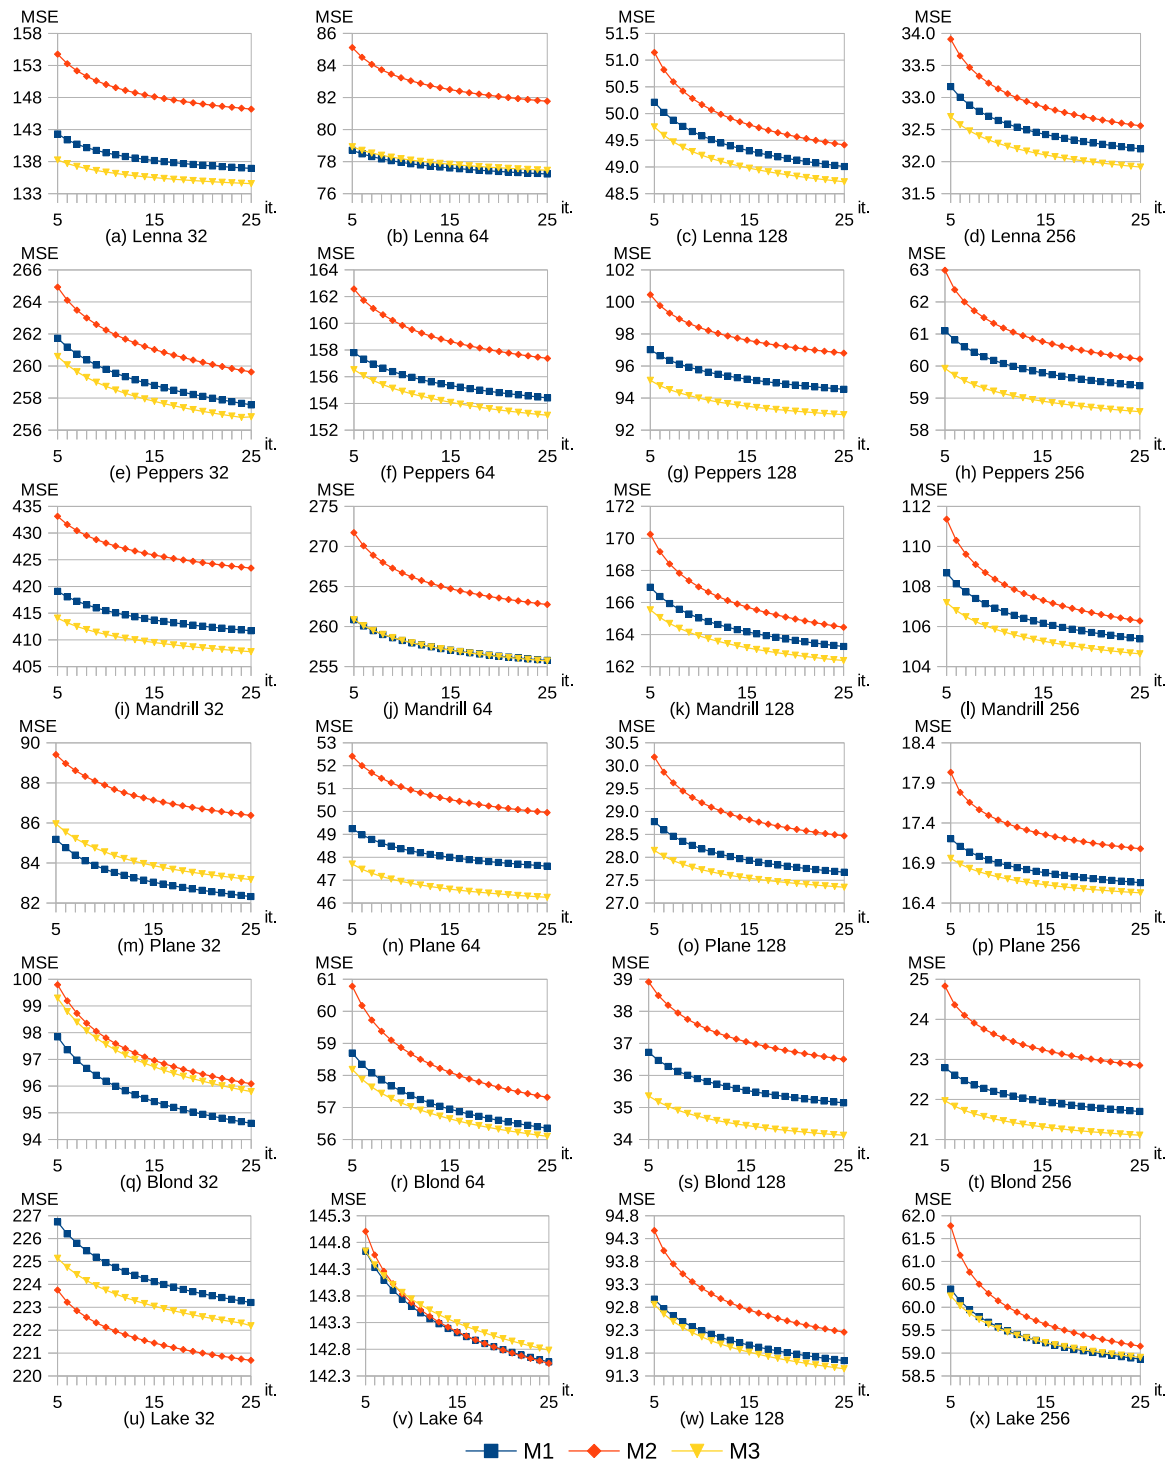 MSE MSE MSE MSE
158 86 51.5 34.0
153 84 51.0 33.5
148 82 50.5 33.0
143 80 50.0 32.5
138 78 49.5 32.0
133 76 49.0 31.5
48.5
5 15 25 it. 5 15 25 it. 5 15 25 it. 5 15 25 it.
(a) Lenna 32 (b) Lenna 64 (c) Lenna 128 (d) Lenna 256
MSE MSE MSE MSE
266 164 102 63
264 162 100 62
262 160 98 61
260 158 96 60
258 156 94 59
256 154 92 58
152
5 15 25 it. 5 15 25 it. 5 15 25 it. 5 15 25 it.
(e) Peppers 32 (f) Peppers 64 (g) Peppers 128 (h) Peppers 256
MSE MSE MSE MSE
435 275 172 112
430 270 170 110
425 265 168 108
420 260 166 106
415 255 164 104
410 162
405
5 15 25 it. 5 15 25 it. 5 15 25 it. 5 15 25 it.
(i) Mandrill 32 (j) Mandrill 64 (k) Mandrill 128 (l) Mandrill 256
MSE MSE MSE MSE
90 53 30.5 18.4
88 52 30.0 17.9
86 51 29.5 17.4
84 50 29.0 16.9
82 49 28.5 16.4
48 28.0
47 27.5
46 27.0
5 15 25 it. 5 15 25 it. 5 15 25 it. 5 15 25 it.
(m) Plane 32 (n) Plane 64 (o) Plane 128 (p) Plane 256
MSE MSE MSE MSE
100 61 39 25
99 60 38 24
98 59 37 23
97 58 36 22
96 57 35 21
95 56 34
94
5 15 25 it. 5 15 25 it. 5 15 25 it. 5 15 25 it.
(q) Blond 32 (r) Blond 64 (s) Blond 128 (t) Blond 256
MSE MSE MSE MSE
227 145.3 94.8 62.0
226 144.8 94.3 61.5
225 144.3 93.8 61.0
224 143.8 93.3 60.5
223 143.3 92.8 60.0
222 142.8 92.3 59.5
221 142.3 91.8 59.0
220 91.3 58.5
5 15 25 it. 5 15 25 it. 5 15 25 it. 5 15 25 it.
(u) Lake 32 (v) Lake 64 (w) Lake 128 (x) Lake 256
M1 M2 M3